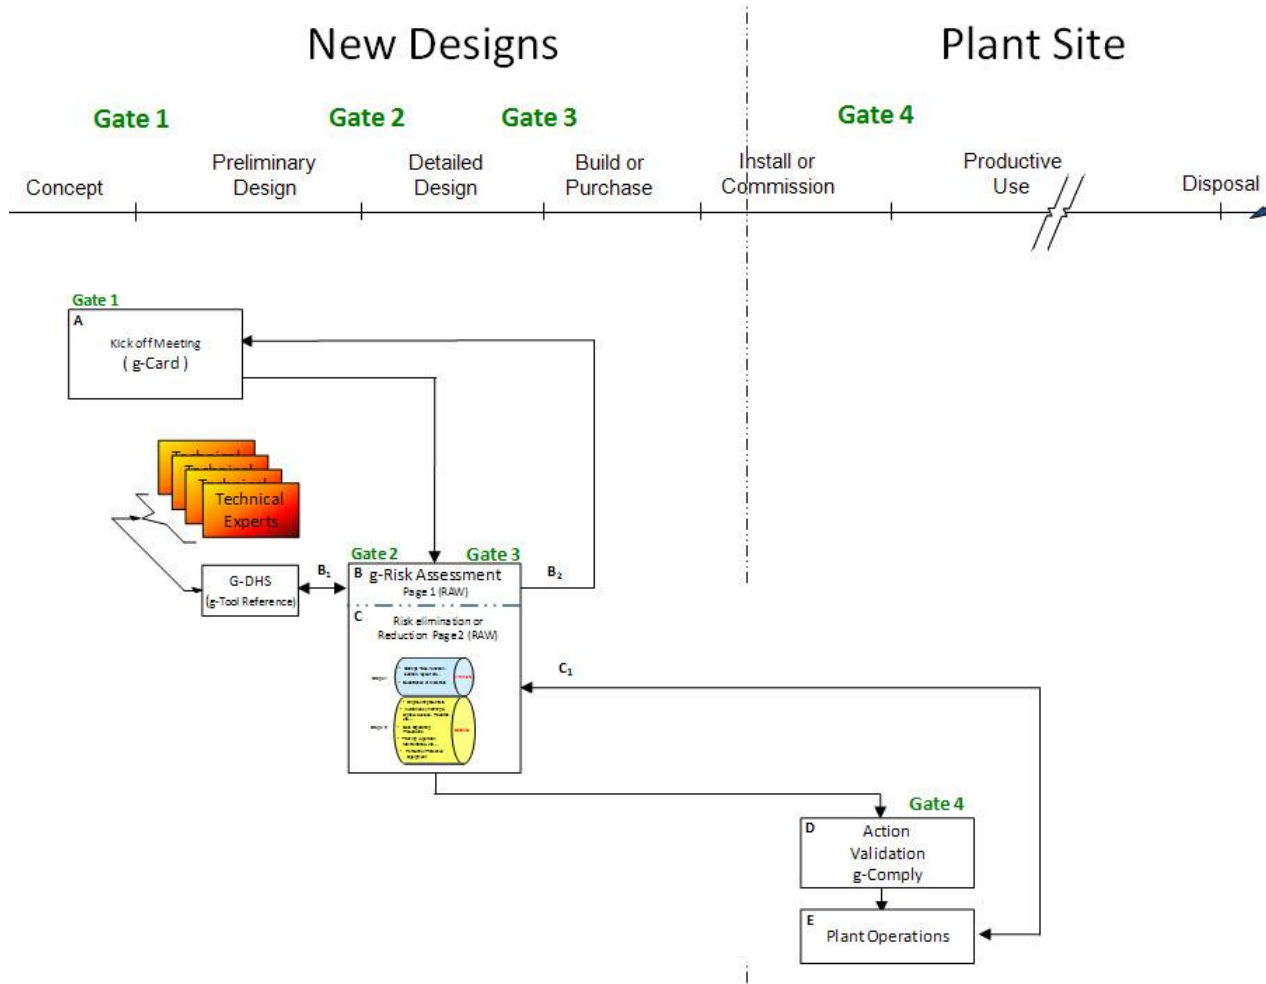 New Designs
Plant Site
Gate 1
Gate 2
Gate 3
Gate 4
Concept
Preliminary
Design
Detailed
Design
Build or
Purchase
Install or
Commission
Productive
Use
Disposal
Gate 1
A
Kick off Meeting
( g-Card )
Technical
Technical
Technical
Technical
Experts
G-DHS
(g-Tool Reference)
B1
Gate 2
Gate 3
B
g-Risk Assessment
Page 1 (RAW)
B2
C
Risk elimination or
Reduction Page 2 (RAW)
C1
Gate 4
D
Action
Validation
g-Comply
E
Plant Operations